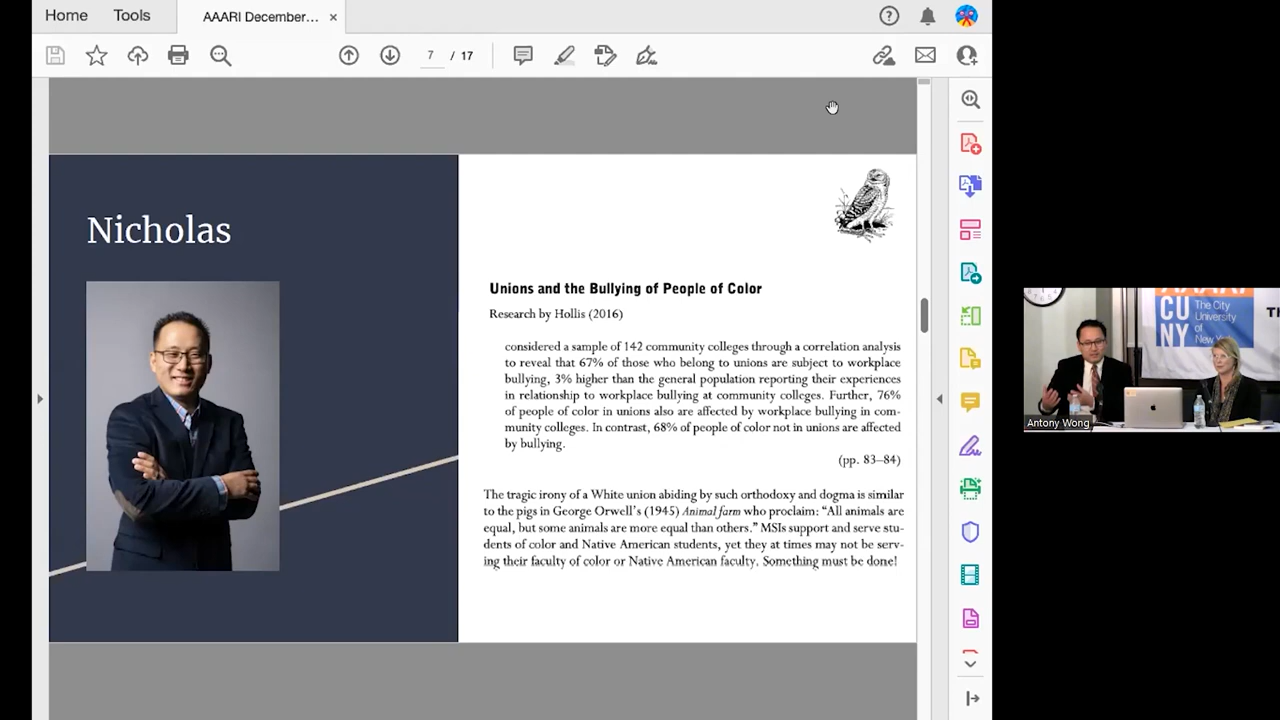 Home
Tools
AAARI December...
7 / 17
Nicholas
Unions and the Bullying of People of Color
Research by Hollis (2016)
considered a sample of 142 community colleges through a correlation analysis
to reveal that 67% of those who belong to unions are subject to workplace
bullying, 3% higher than the general population reporting their experiences
in relationship to workplace bullying at community colleges. Further, 76%
of people of color in unions also are affected by workplace bullying in com-
munity colleges. In contrast, 68% of people of color not in unions are affected
by bullying.
(pp. 83–84)
The tragic irony of a White union abiding by such orthodoxy and dogma is similar
to the pigs in George Orwell's (1945) Animal farm who proclaim: “All animals are
equal, but some animals are more equal than others.” MSIs support and serve stu-
dents of color and Native American students, yet they at times may not be serv-
ing their faculty of color or Native American faculty. Something must be done!
CU
NY
The City
University
of
Antony Wong